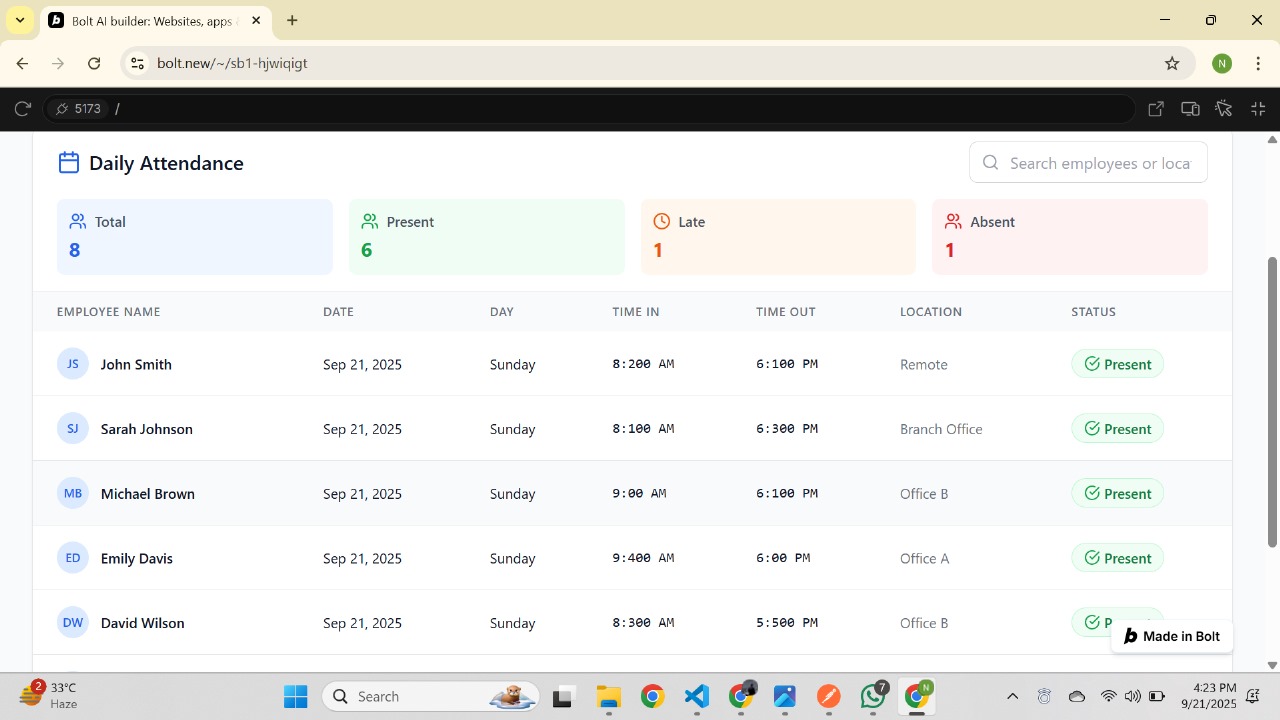 Bolt AI builder: Websites, apps
bolt.new/~/sb1-hjwiqigt
N
5173 /
Daily Attendance
Search employees or loca
Total
8
Present
6
Late
1
Absent
1
EMPLOYEE NAME DATE DAY TIME IN TIME OUT LOCATION STATUS
JS John Smith Sep 21, 2025 Sunday 8:200 AM 6:100 PM Remote Present
SJ Sarah Johnson Sep 21, 2025 Sunday 8:100 AM 6:300 PM Branch Office Present
MB Michael Brown Sep 21, 2025 Sunday 9:00 AM 6:100 PM Office B Present
ED Emily Davis Sep 21, 2025 Sunday 9:400 AM 6:00 PM Office A Present
DW David Wilson Sep 21, 2025 Sunday 8:300 AM 5:500 PM Office B
b Made in Bolt
2
33°C
Haze
Search
7
N
4:23 PM
9/21/2025